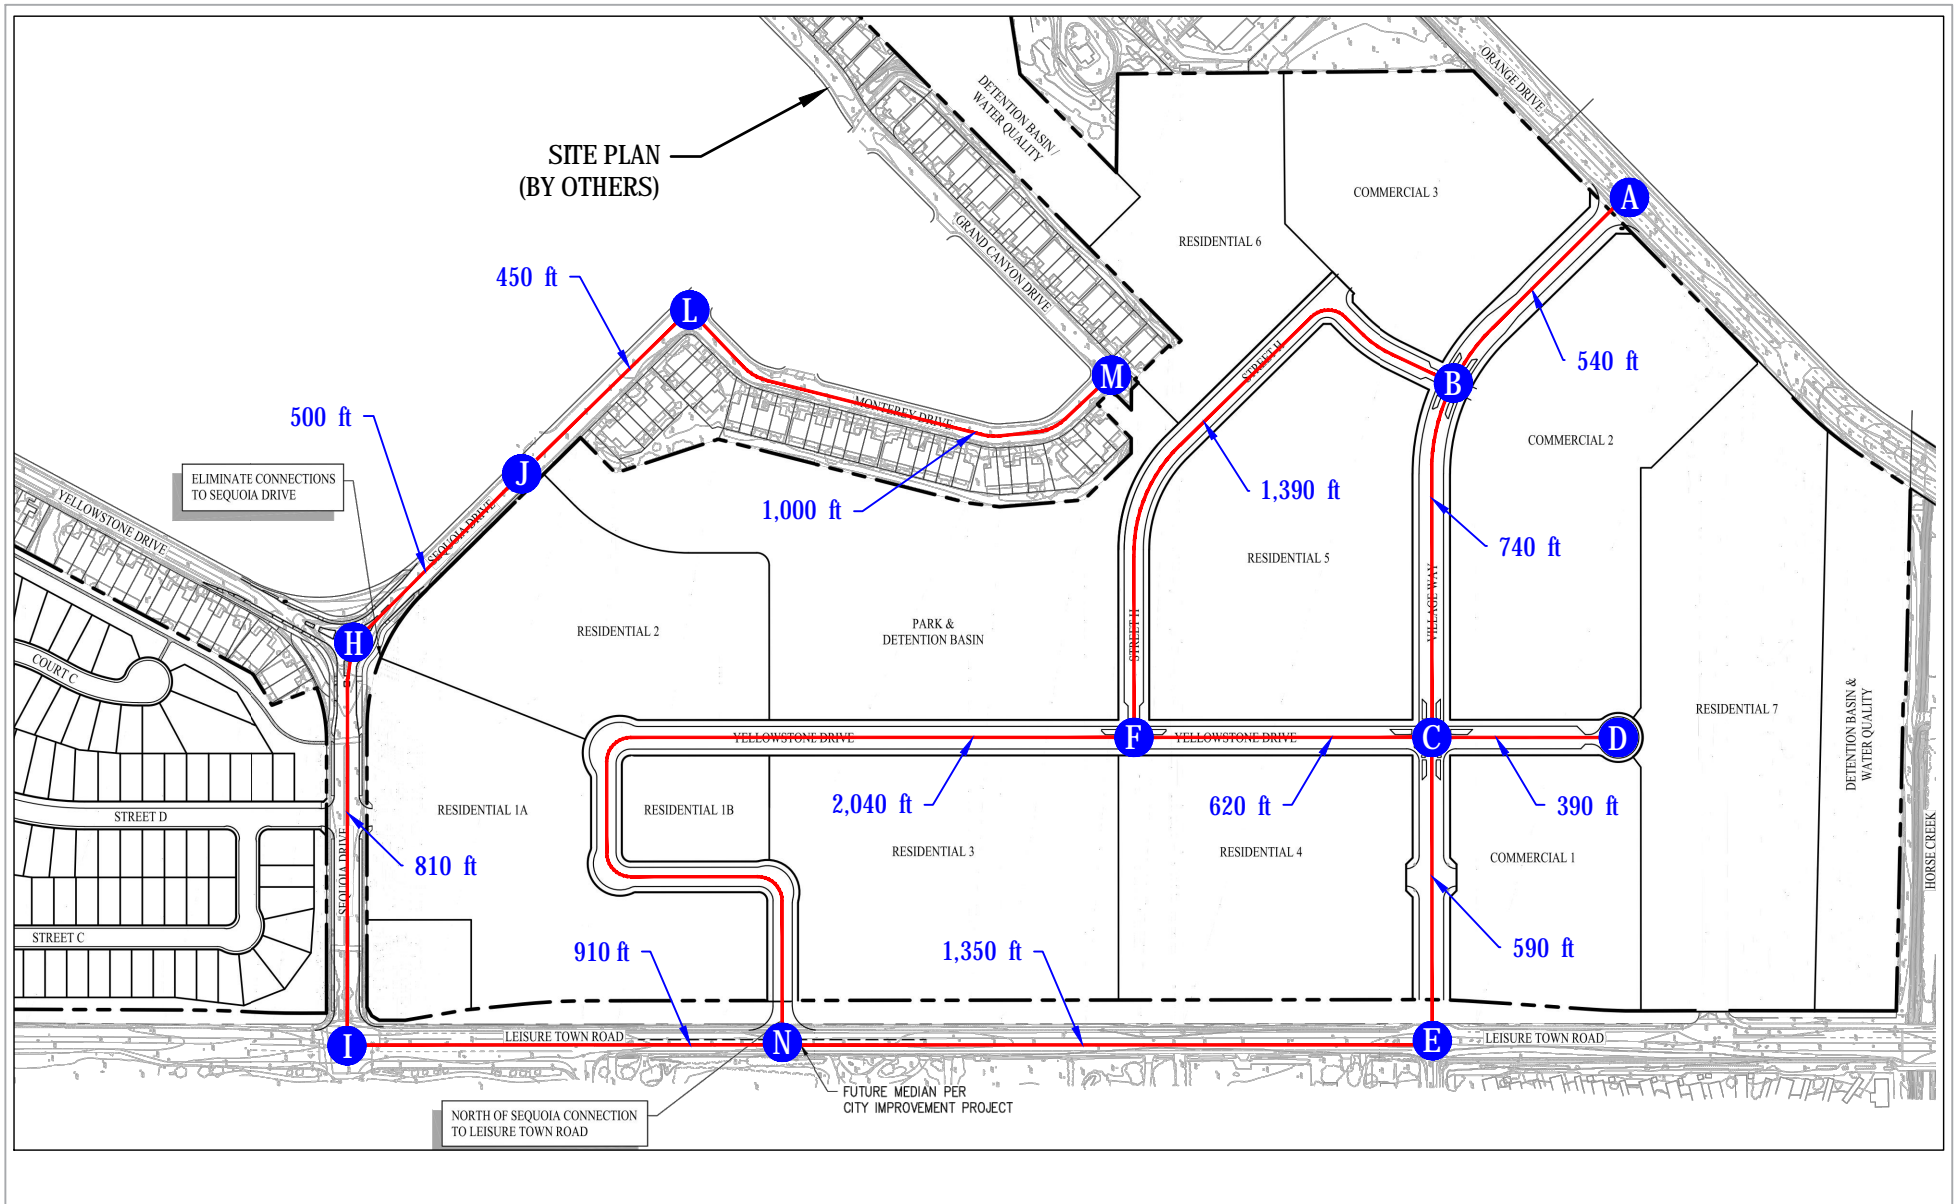 ORANGE DRIVE
DETENTION BASIN/
WATER QUALITY
SITE PLAN
(BY OTHERS)
COMMERCIAL 3
A
GRAND CANYON DRIVE
RESIDENTIAL 6
450 ft
L
540 ft
M
STREET H
B
500 ft
MONTEREY DRIVE
COMMERCIAL 2
ELIMINATE CONNECTIONS
TO SEQUOIA DRIVE
J
1,390 ft
1,000 ft
YELLOWSTONE DRIVE
SEQUOIA DRIVE
740 ft
RESIDENTIAL 5
VILLAGE WAY
H
RESIDENTIAL 2
PARK &
DETENTION BASIN
STREET H
COURT C
RESIDENTIAL 7
DETENTION BASIN &
WATER QUALITY
YELLOWSTONE DRIVE
F
YELLOWSTONE DRIVE
C
D
RESIDENTIAL 1A
RESIDENTIAL 1B
2,040 ft
620 ft
390 ft
STREET D
RESIDENTIAL 3
RESIDENTIAL 4
COMMERCIAL 1
HORSE CREEK
810 ft
SEQUOIA DRIVE
STREET C
910 ft
1,350 ft
590 ft
I
LEISURE TOWN ROAD
N
E
LEISURE TOWN ROAD
FUTURE MEDIAN PER
CITY IMPROVEMENT PROJECT
NORTH OF SEQUOIA CONNECTION
TO LEISURE TOWN ROAD